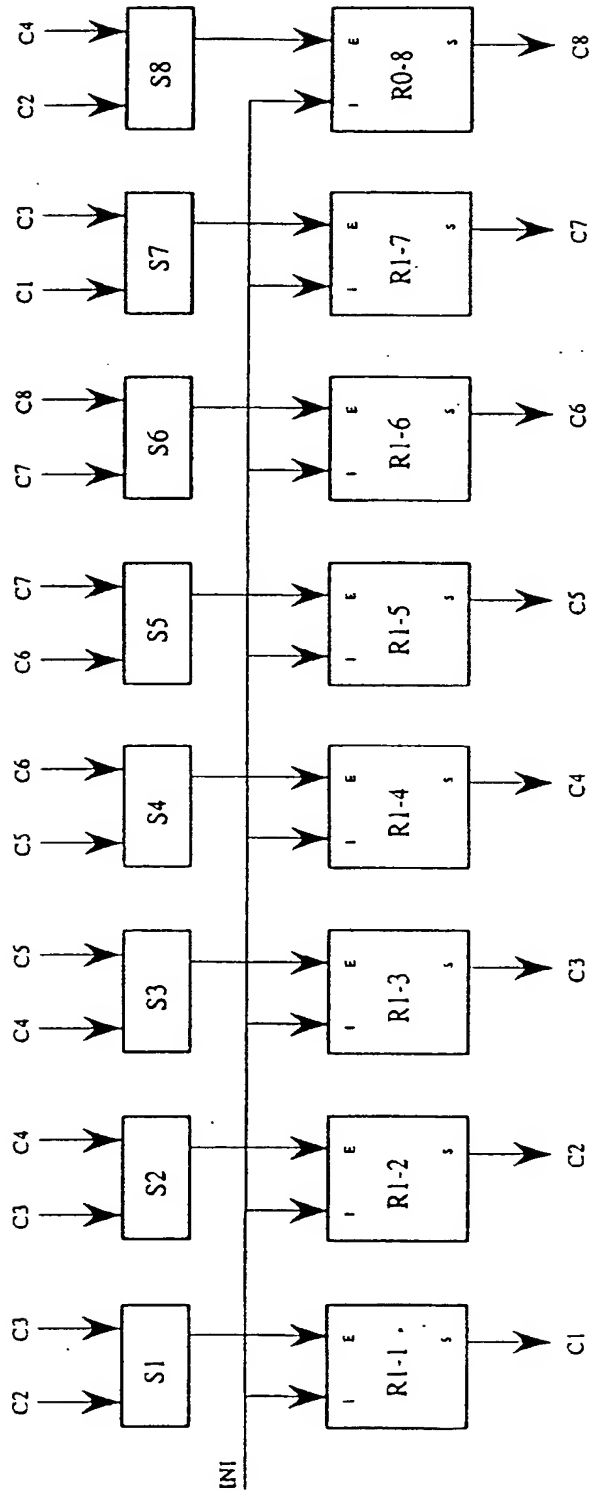 C2 C3 C3 C4 C4 C5 C5 C6 C6 C7 C7 C8 C1 C3 C2 C4
S1 S2 S3 S4 S5 S6 S7 S8
INI
I E I E I E I E I E I E I E I E
R1-1 R1-2 R1-3 R1-4 R1-5 R1-6 R1-7 R0-8
S S S S S S S S
C1 C2 C3 C4 C5 C6 C7 C8